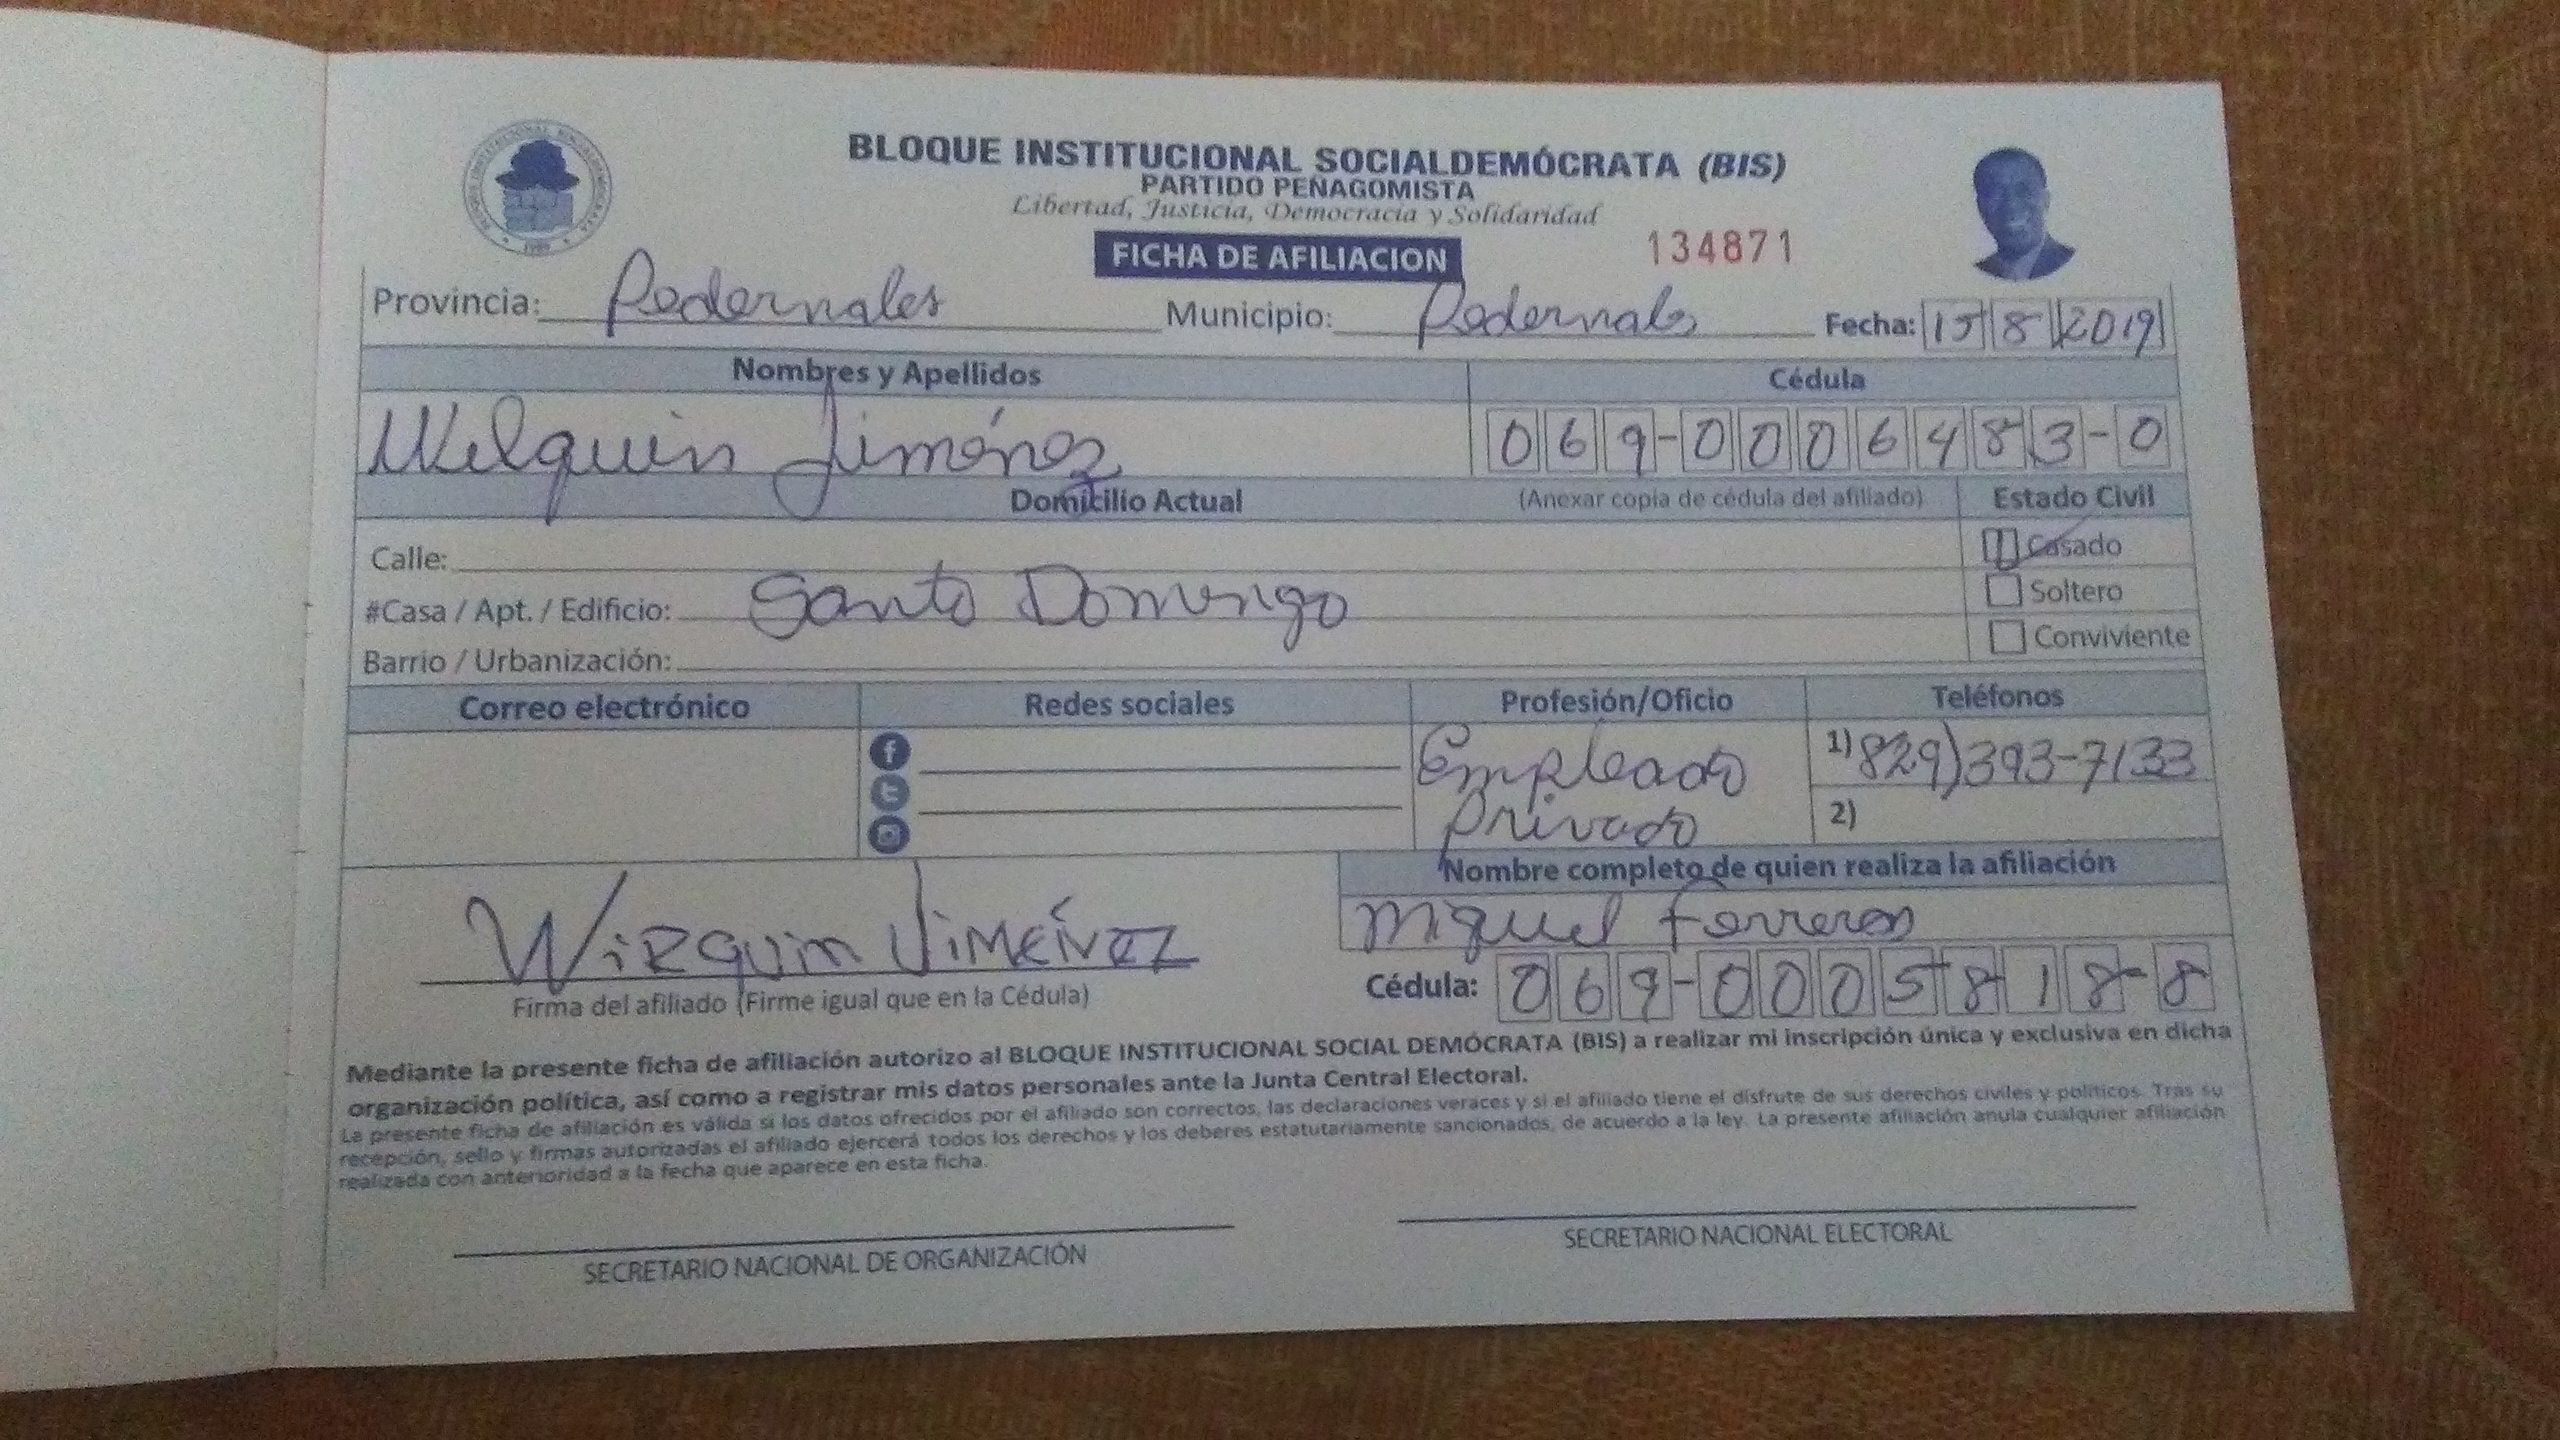 BLOQUE INSTITUCIONAL SOCIALDEMÓCRATA (BIS)
PARTIDO PEÑAGOMISTA
Libertad, Justicia, Democracia y Solidaridad
FICHA DE AFILIACION 134871
Provincia: Pedernales Municipio: Pedernales Fecha: 15 8 2019
Nombres y Apellidos Cédula
Welquin Jiménez 069-0006483-0
Domicilio Actual (Anexar copia de cédula del afiliado) Estado Civil
Calle: Casado
#Casa / Apt. / Edificio: Santo Domingo Soltero
Barrio / Urbanización: Conviviente
Correo electrónico Redes sociales Profesión/Oficio Teléfonos
Empleado 1) 829) 393-7133
Privado 2)
Nombre completo de quien realiza la afiliación
Miguel Ferreras
Jiménez
Cédula: 069-0005818-8
Firma del afiliado (Firme igual que en la Cédula)
Mediante la presente ficha de afiliación autorizo al BLOQUE INSTITUCIONAL SOCIAL DEMÓCRATA (BIS) a realizar mi inscripción única y exclusiva en dicha
organización política, así como a registrar mis datos personales ante la Junta Central Electoral.
La presente ficha de afiliación es válida si los datos ofrecidos por el afiliado son correctos, las declaraciones veraces y si el afiliado tiene el disfrute de sus derechos civiles y políticos. Tras su
recepción, sello y firmas autorizadas el afiliado ejercerá todos los derechos y los deberes estatutariamente sancionados, de acuerdo a la ley. La presente afiliación anula cualquier afiliación
realizada con anterioridad a la fecha que aparece en esta ficha.
SECRETARIO NACIONAL DE ORGANIZACIÓN SECRETARIO NACIONAL ELECTORAL